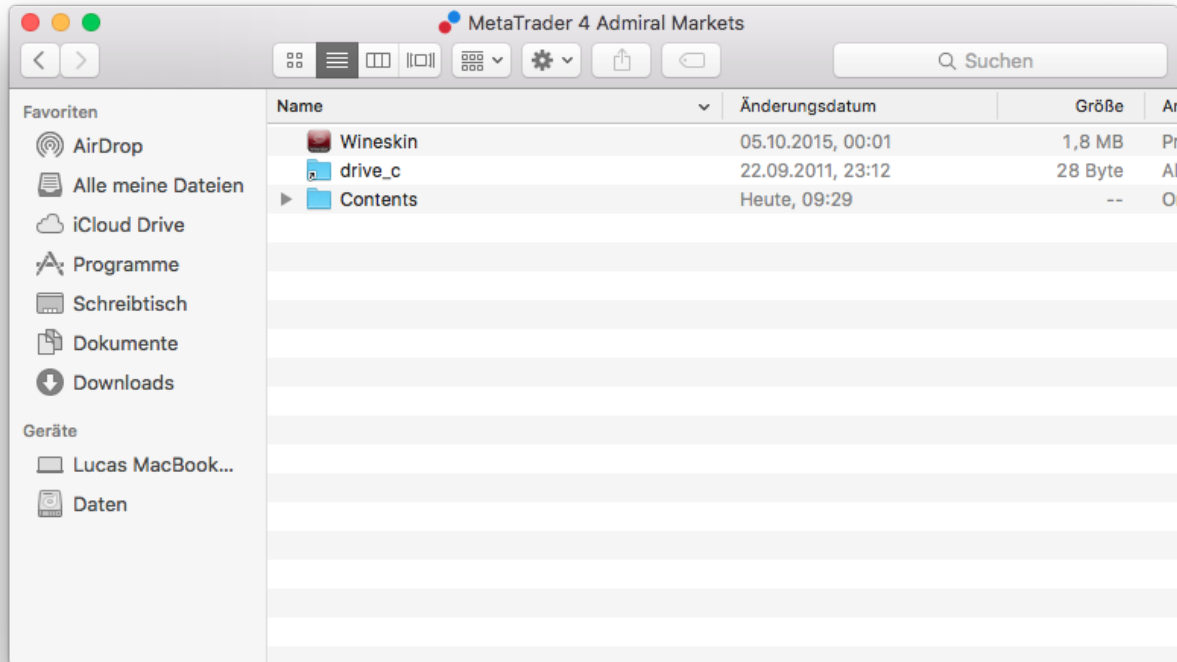 MetaTrader 4 Admiral Markets
Suchen
Favoriten
AirDrop
Alle meine Dateien
iCloud Drive
Programme
Schreibtisch
Dokumente
Downloads
Geräte
Lucas MacBook...
Daten
Name Änderungsdatum Größe
Wineskin 05.10.2015, 00:01 1,8 MB
drive_c 22.09.2011, 23:12 28 Byte
Contents Heute, 09:29 --